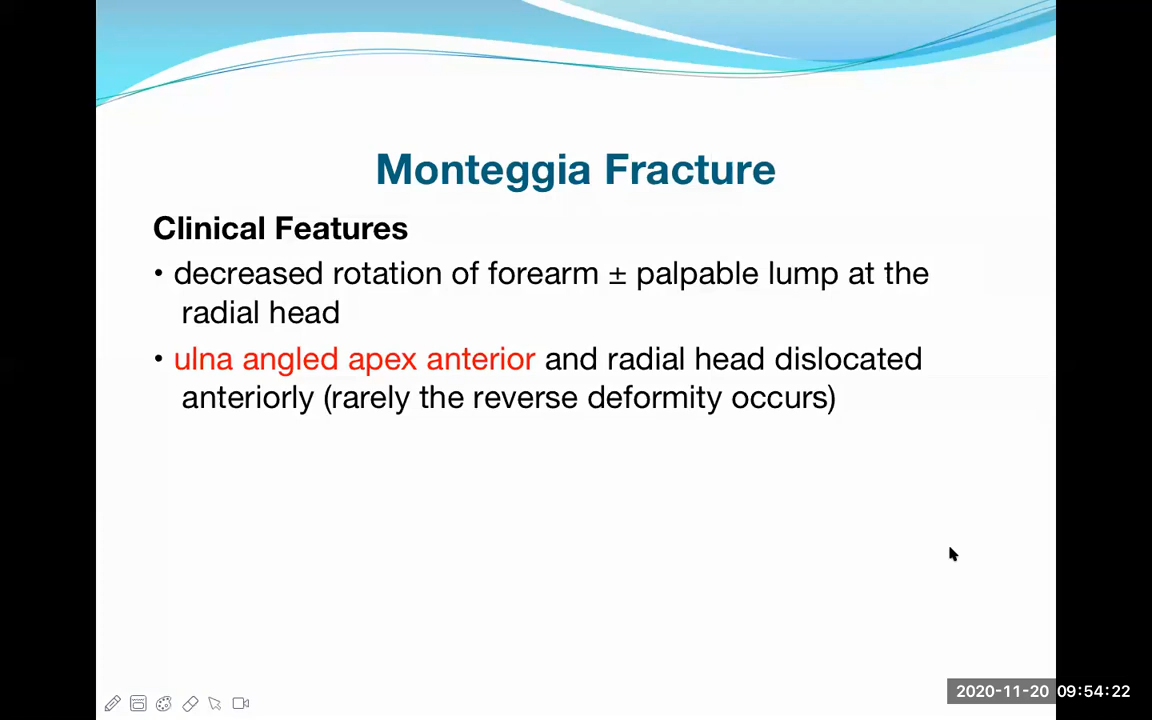 Monteggia Fracture
Clinical Features
• decreased rotation of forearm ± palpable lump at the
radial head
• ulna angled apex anterior and radial head dislocated
anteriorly (rarely the reverse deformity occurs)
2020-11-20 09:54:22